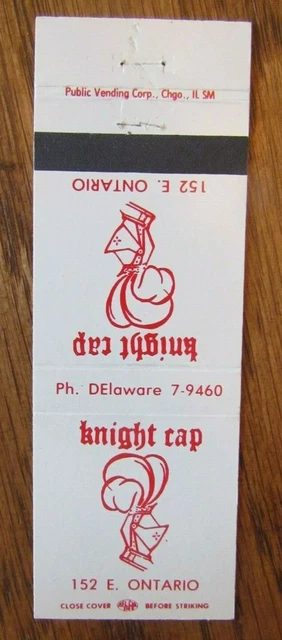 Public Vending Corp., Chgo., IL SM
152 E. ONTARIO
knight cap
Ph. DElaware 7-9460
knight cap
152 E. ONTARIO
CLOSE COVER BEFORE STRIKING